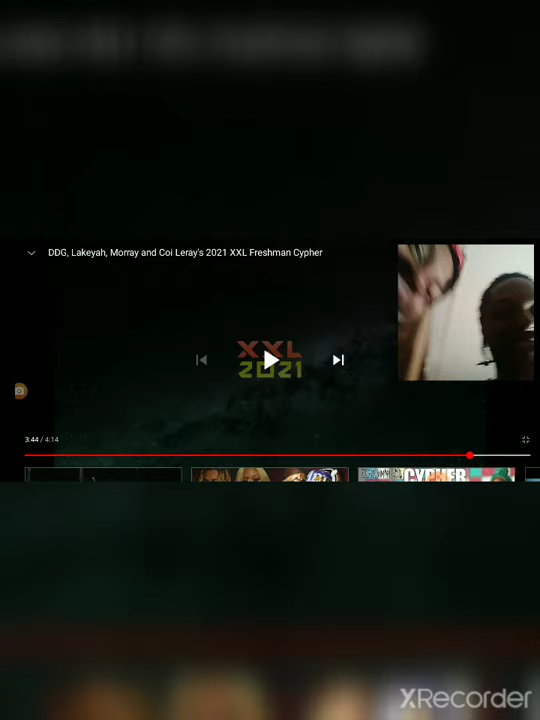 DDG, Lakeyah, Morray and Coi Leray's 2021 XXL Freshman Cypher
XXL
2021
3:44 / 4:14
CYPHER
XRecorder